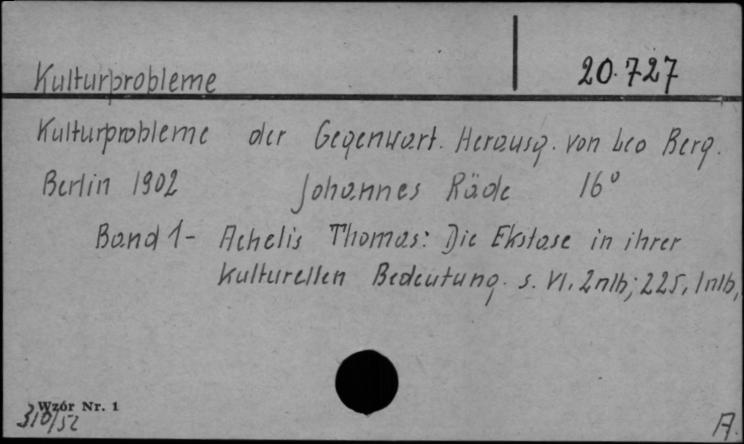 Kulturprobleme 20.727
Kulturprobleme der Gegenwart. Herausg. von Leo Berg.
Berlin 1902 Johannes Räde 16°
Band 1- Achelis Thomas: Die Ekstase in ihrer
kulturellen Bedeutung. s. VI, 2nlb; 225, 1nlb,
Wzór Nr. 1
310/52
A.